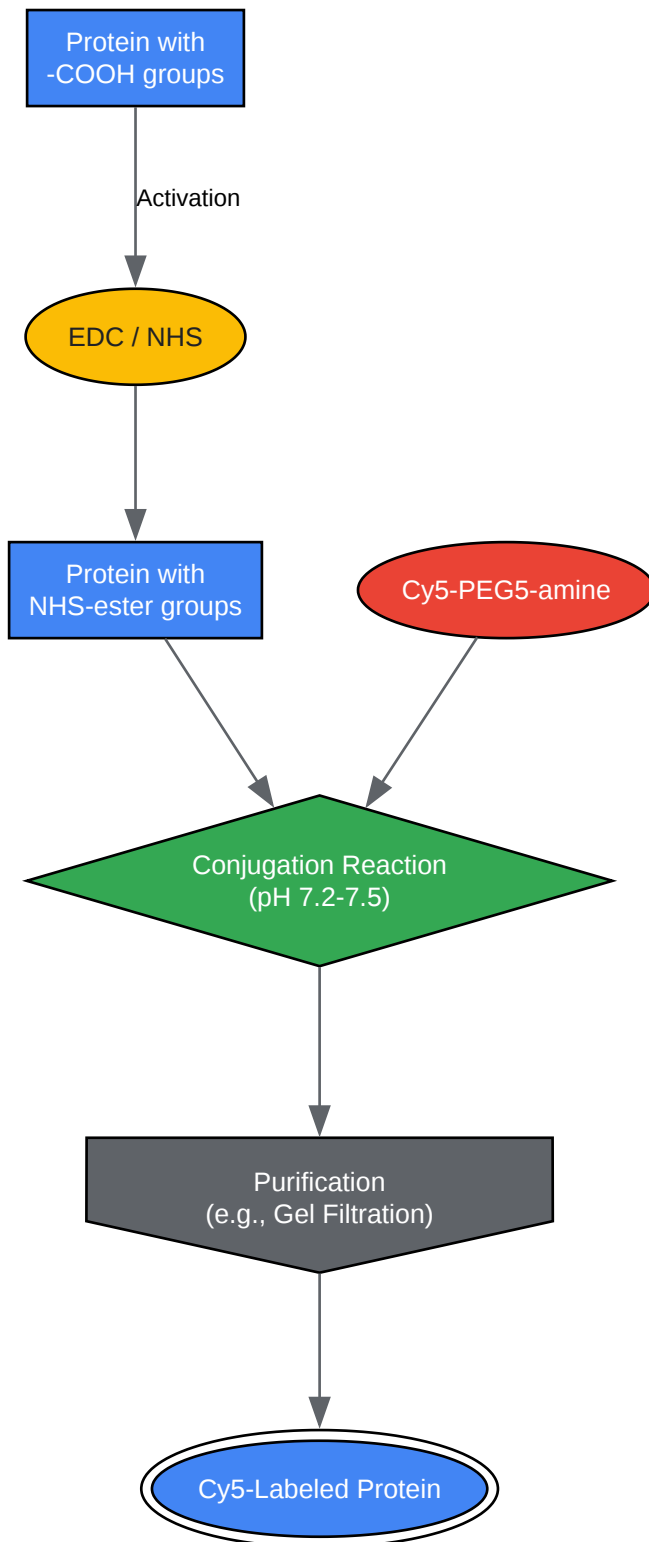 Protein with
-COOH groups
Activation
EDC / NHS
Protein with
NHS-ester groups
Cy5-PEG5-amine
Conjugation Reaction
(pH 7.2-7.5)
Purification
(e.g., Gel Filtration)
Cy5-Labeled Protein